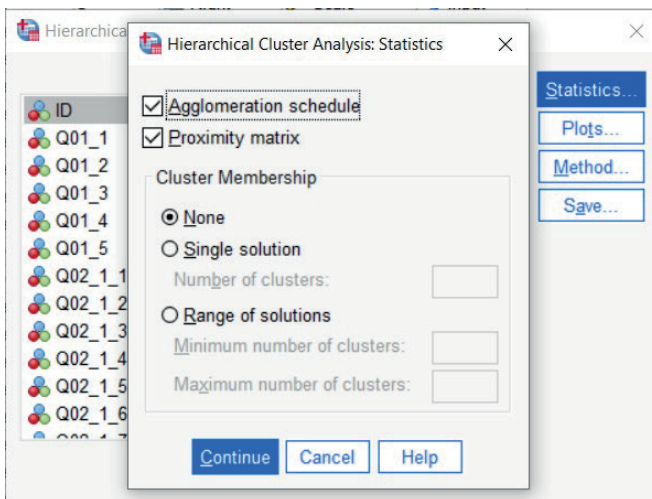 Hierarchica
Hierarchical Cluster Analysis: Statistics
ID
Q01_1
Q01_2
Q01_3
Q01_4
Q01_5
Q02_1_1
Q02_1_2
Q02_1_3
Q02_1_4
Q02_1_5
Q02_1_6
Agglomeration schedule
Proximity matrix
Cluster Membership
None
Single solution
Number of clusters:
Range of solutions
Minimum number of clusters:
Maximum number of clusters:
Continue Cancel Help
Statistics...
Plots...
Method...
Save...